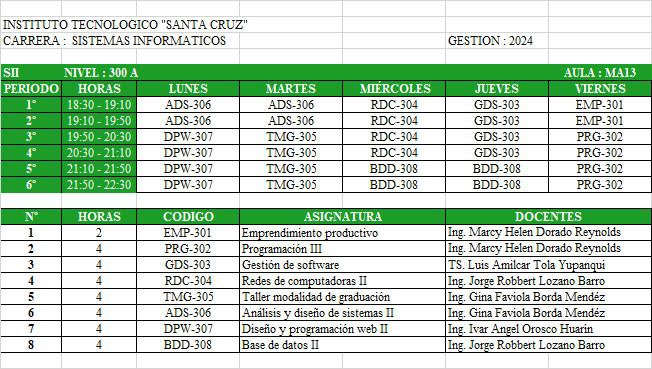 INSTITUTO TECNOLOGICO "SANTA CRUZ"
CARRERA : SISTEMAS INFORMATICOS GESTION : 2024
SII NIVEL : 300 A AULA : MA13
PERIODO HORAS LUNES MARTES MIÉRCOLES JUEVES VIERNES
1º 18:30 - 19:10 ADS-306 ADS-306 RDC-304 GDS-303 EMP-301
2º 19:10 - 19:50 ADS-306 ADS-306 RDC-304 GDS-303 EMP-301
3º 19:50 - 20:30 DPW-307 TMG-305 RDC-304 GDS-303 PRG-302
4º 20:30 - 21:10 DPW-307 TMG-305 RDC-304 GDS-303 PRG-302
5º 21:10 - 21:50 DPW-307 TMG-305 BDD-308 BDD-308 PRG-302
6º 21:50 - 22:30 DPW-307 TMG-305 BDD-308 BDD-308 PRG-302
Nº HORAS CODIGO ASIGNATURA DOCENTES
1 2 EMP-301 Emprendimiento productivo Ing. Marcy Helen Dorado Reynolds
2 4 PRG-302 Programación III Ing. Marcy Helen Dorado Reynolds
3 4 GDS-303 Gestión de software TS. Luis Amilcar Tola Yupanqui
4 4 RDC-304 Redes de computadoras II Ing. Jorge Robbert Lozano Barro
5 4 TMG-305 Taller modalidad de graduación Ing. Gina Faviola Borda Mendéz
6 4 ADS-306 Análisis y diseño de sistemas II Ing. Gina Faviola Borda Mendéz
7 4 DPW-307 Diseño y programación web II Ing. Ivar Angel Orosco Huarin
8 4 BDD-308 Base de datos II Ing. Jorge Robbert Lozano Barro